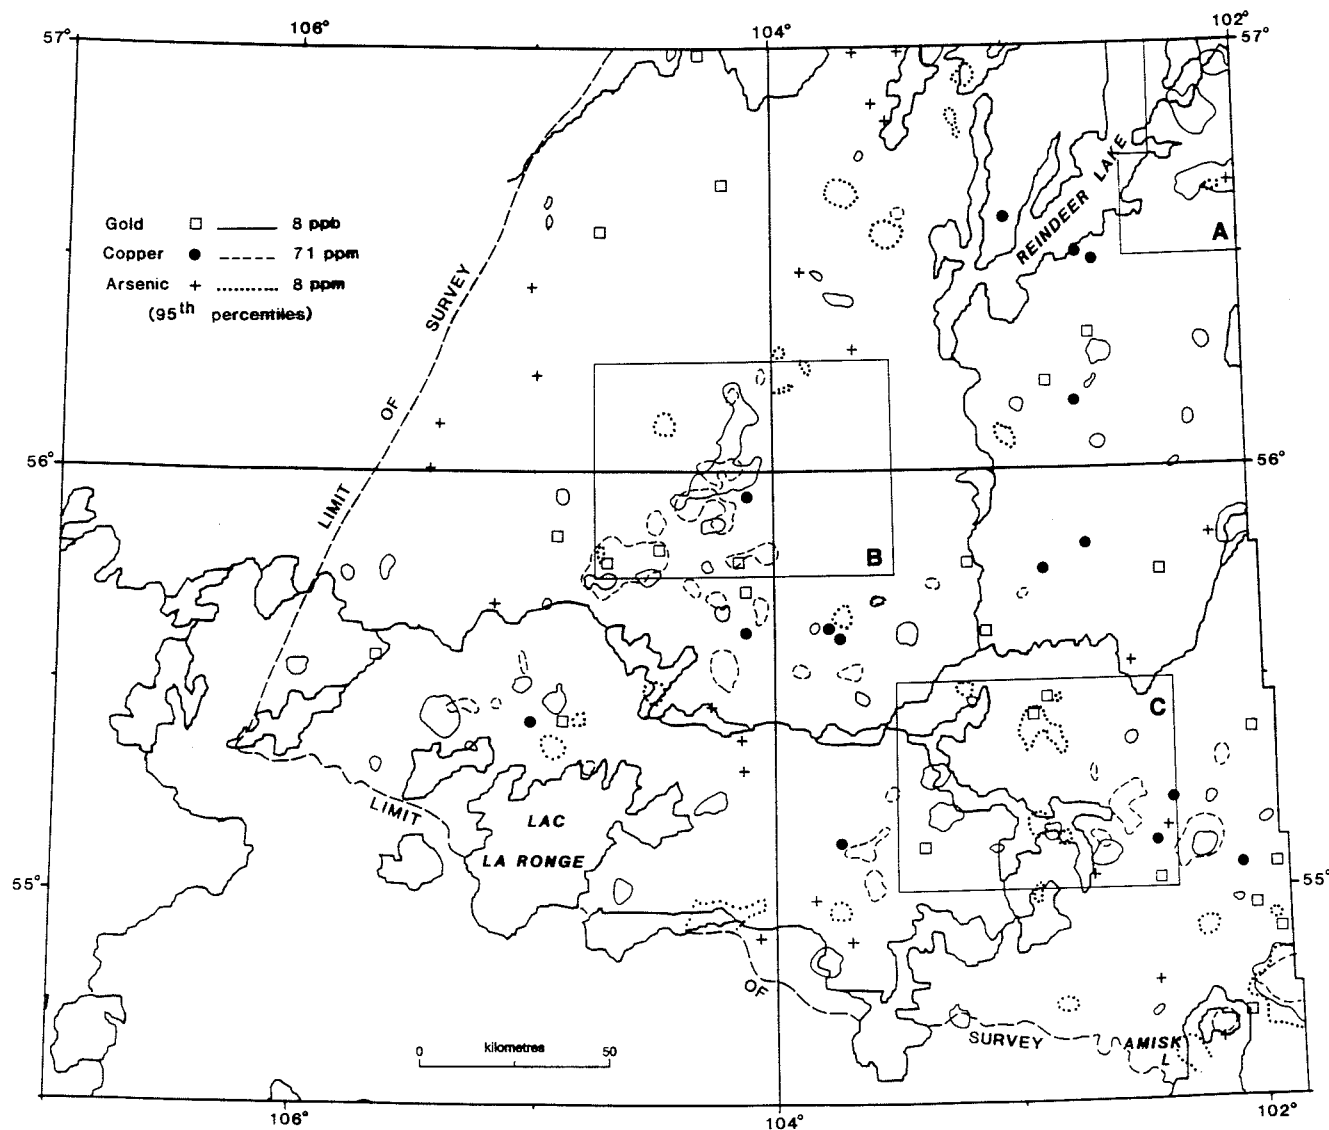 106°
104°
102°
57°
57°
Gold □ 8 ppb
Copper ● 71 ppm
Arsenic + 8 ppm
(95th percentiles)
LIMIT OF SURVEY
REINDEER LAKE
A
56°
56°
B
C
LIMIT OF SURVEY
LAC
LA RONGE
55°
55°
0 kilometres 50
AMISK
L
106°
104°
102°